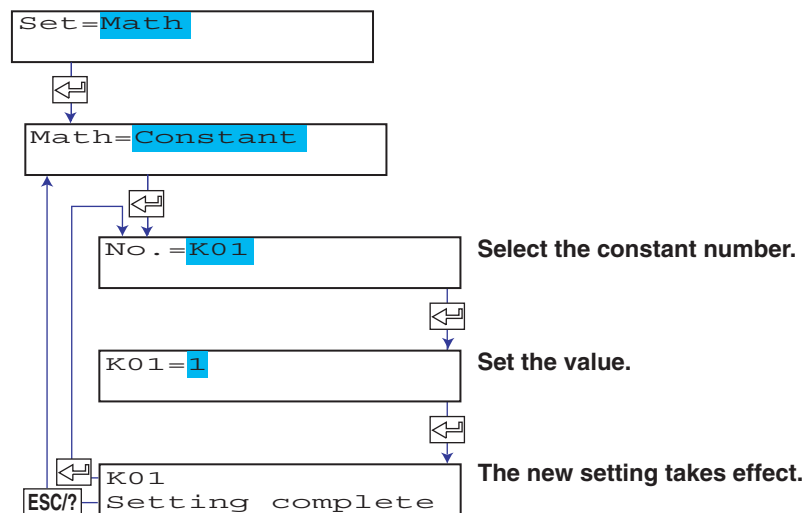 Set=Math
Math=Constant
No.=K01
Select the constant number.
K01=1
Set the value.
K01
The new setting takes effect.
ESC/?
Setting complete